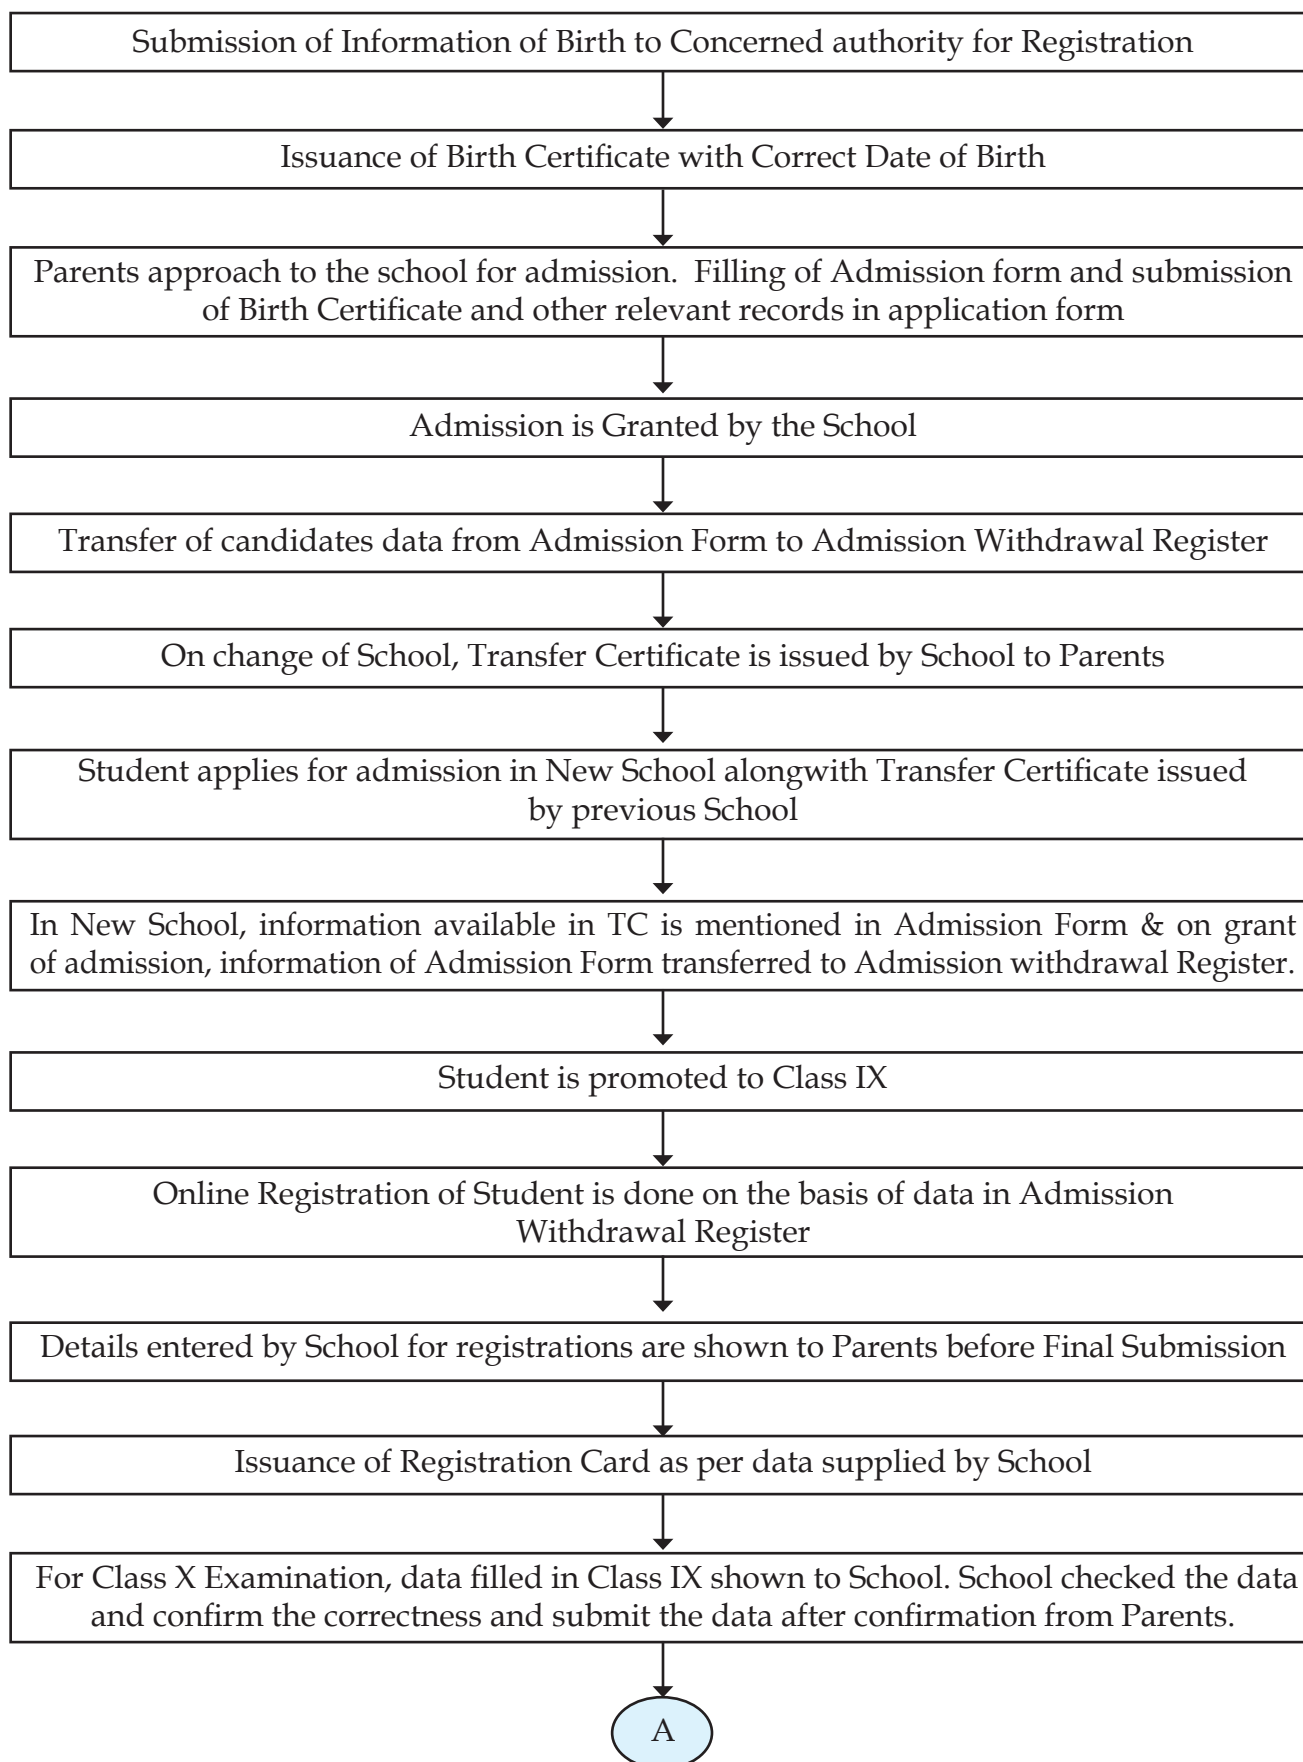 Submission of Information of Birth to Concerned authority for Registration
Issuance of Birth Certificate with Correct Date of Birth
Parents approach to the school for admission.  Filling of Admission form and submission
of Birth Certificate and other relevant records in application form
Admission is Granted by the School
Transfer of candidates data from Admission Form to Admission Withdrawal Register
On change of School, Transfer Certificate is issued by School to Parents
Student applies for admission in New School alongwith Transfer Certificate issued
by previous School
In New School, information available in TC is mentioned in Admission Form & on grant
of admission, information of Admission Form transferred to Admission withdrawal Register.
Student is promoted to Class IX
Online Registration of Student is done on the basis of data in Admission
Withdrawal Register
Details entered by School for registrations are shown to Parents before Final Submission
Issuance of Registration Card as per data supplied by School
For Class X Examination, data filled in Class IX shown to School. School checked the data
and confirm the correctness and submit the data after confirmation from Parents.
A